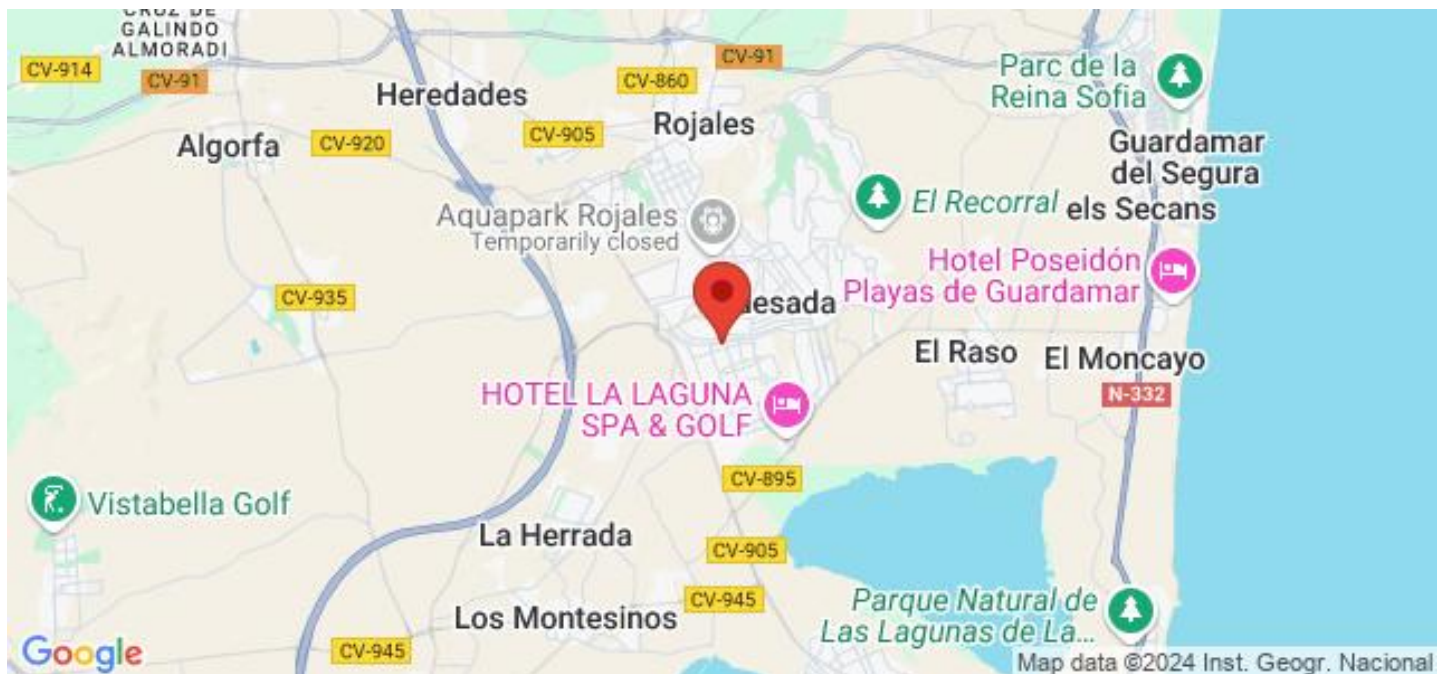 CRUZ DE
GALINDO
ALMORADI
CV-914
CV-91
CV-91
CV-860
Parc de la
Reina Sofia
Heredades
Rojales
Algorfa
CV-920
CV-905
Guardamar
del Segura
El Recorral
els Secans
Aquapark Rojales
Temporarily closed
Hotel Poseidón
Playas de Guardamar
CV-935
uesada
El Raso
El Moncayo
HOTEL LA LAGUNA
SPA & GOLF
N-332
CV-895
Vistabella Golf
La Herrada
CV-905
CV-945
Los Montesinos
Parque Natural de
Las Lagunas de La...
CV-945
Google
Map data ©2024 Inst. Geogr. Nacional